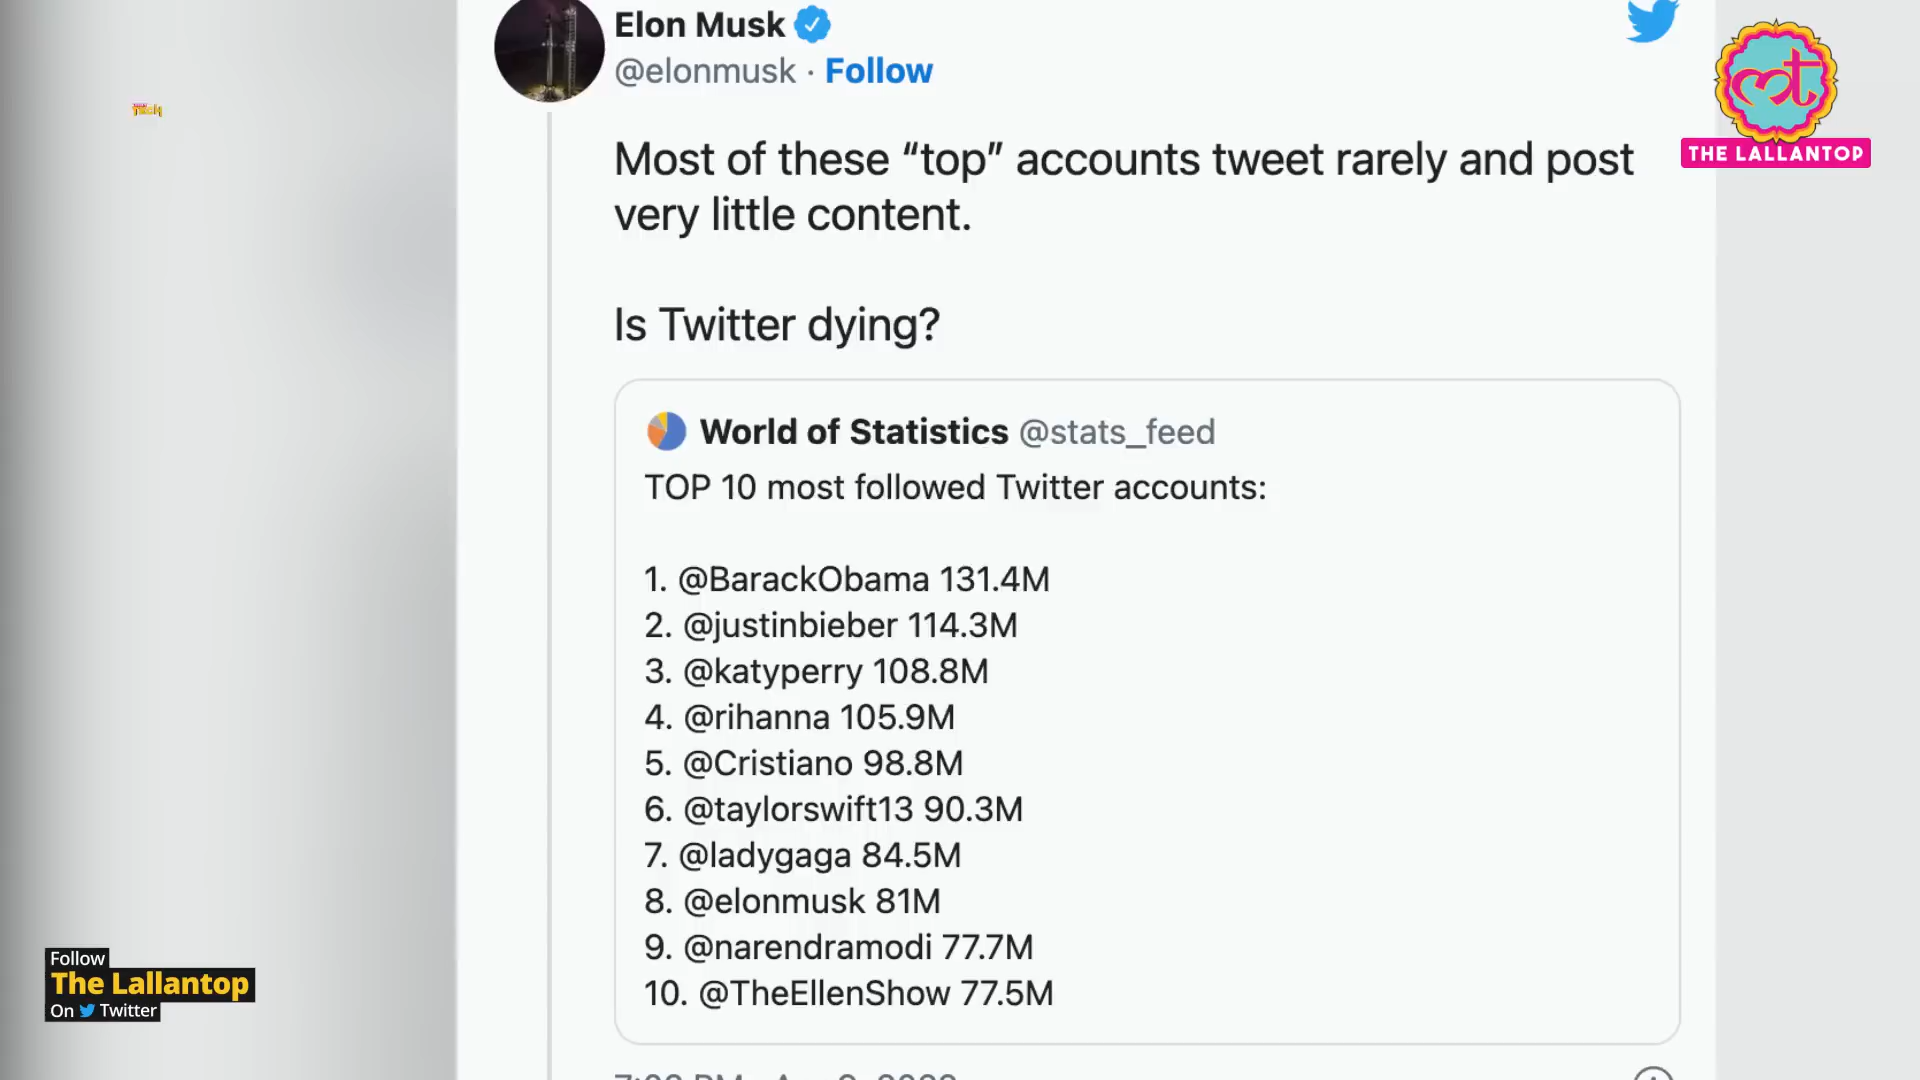 Elon Musk
@elonmusk · Follow
TECH
THE LALLANTOP
Most of these “top” accounts tweet rarely and post
very little content.
Is Twitter dying?
World of Statistics @stats_feed
TOP 10 most followed Twitter accounts:
1. @BarackObama 131.4M
2. @justinbieber 114.3M
3. @katyperry 108.8M
4. @rihanna 105.9M
5. @Cristiano 98.8M
6. @taylorswift13 90.3M
7. @ladygaga 84.5M
8. @elonmusk 81M
9. @narendramodi 77.7M
10. @TheEllenShow 77.5M
Follow
The Lallantop
On Twitter